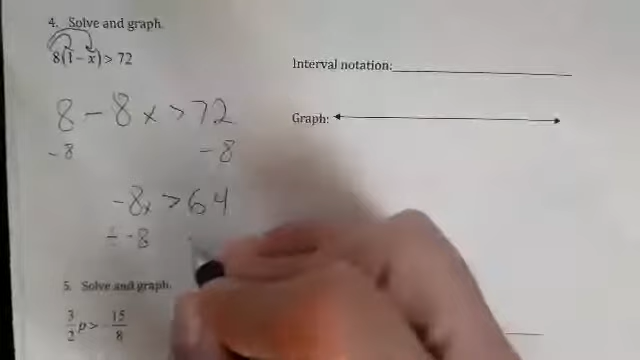 4. Solve and graph.
8(1 − x) > 72
Interval notation:
8 − 8x > 72
Graph:
−8 −8
−8x > 64
÷ −8
5. Solve and graph.
3/2 p > −15/8